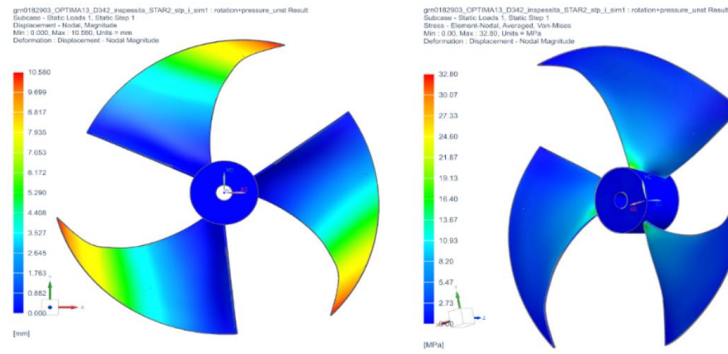 grn0182903_OPTIMA13_D342_inspessita_STAR2_stp_i_sim1 : rotation+pressure_unst Result
Subcase - Static Loads 1, Static Step 1
Displacement - Nodal, Magnitude
Min : 0.00, Max : 10.580, Units = mm
Deformation : Displacement - Nodal Magnitude
10.580
9.699
8.817
7.935
7.053
6.172
5.290
4.408
3.527
2.645
1.763
0.882
0.000
[mm]
grn0182903_OPTIMA13_D342_inspessita_STAR2_stp_i_sim1 : rotation+pressure_unst Result
Subcase - Static Loads 1, Static Step 1
Stress - Element-Nodal, Averaged, Von-Mises
Min : 0.00, Max : 32.80, Units = MPa
Deformation : Displacement - Nodal Magnitude
32.80
30.07
27.33
24.60
21.87
19.13
16.40
13.67
10.93
8.20
5.47
2.73
[MPa]